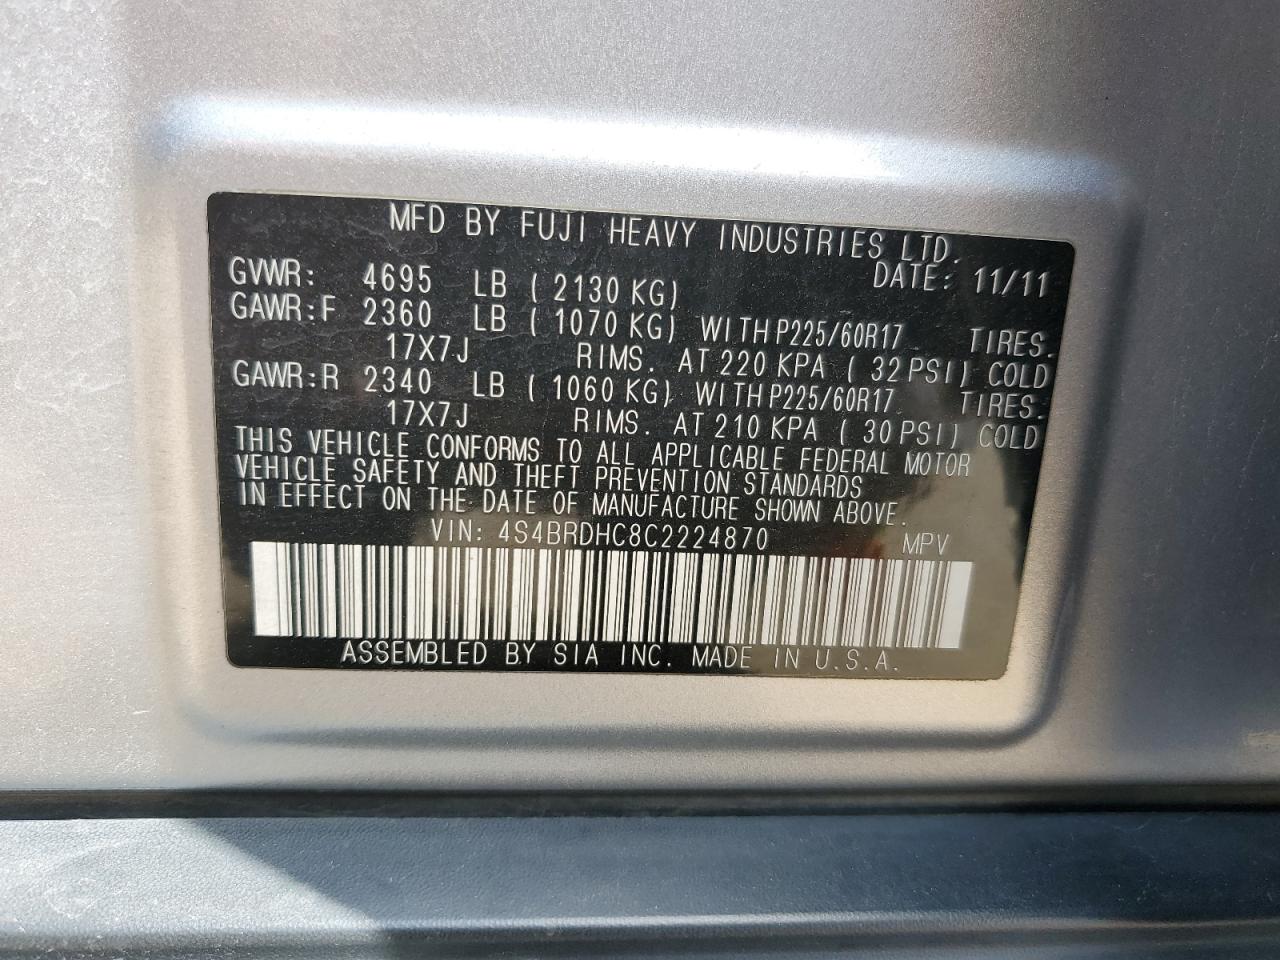 MFD BY FUJI HEAVY INDUSTRIES LTD.
DATE: 11/11
GVWR: 4695 LB ( 2130 KG)
GAWR:F 2360 LB ( 1070 KG) WITH P225/60R17 TIRES.
17X7J RIMS. AT 220 KPA ( 32 PSI) COLD
GAWR:R 2340 LB ( 1060 KG) WITH P225/60R17 TIRES.
17X7J RIMS. AT 210 KPA ( 30 PSI) COLD
THIS VEHICLE CONFORMS TO ALL APPLICABLE FEDERAL MOTOR
VEHICLE SAFETY AND THEFT PREVENTION STANDARDS
IN EFFECT ON THE DATE OF MANUFACTURE SHOWN ABOVE.
VIN: 4S4BRDHC8C2224870 MPV
ASSEMBLED BY SIA INC. MADE IN U.S.A.